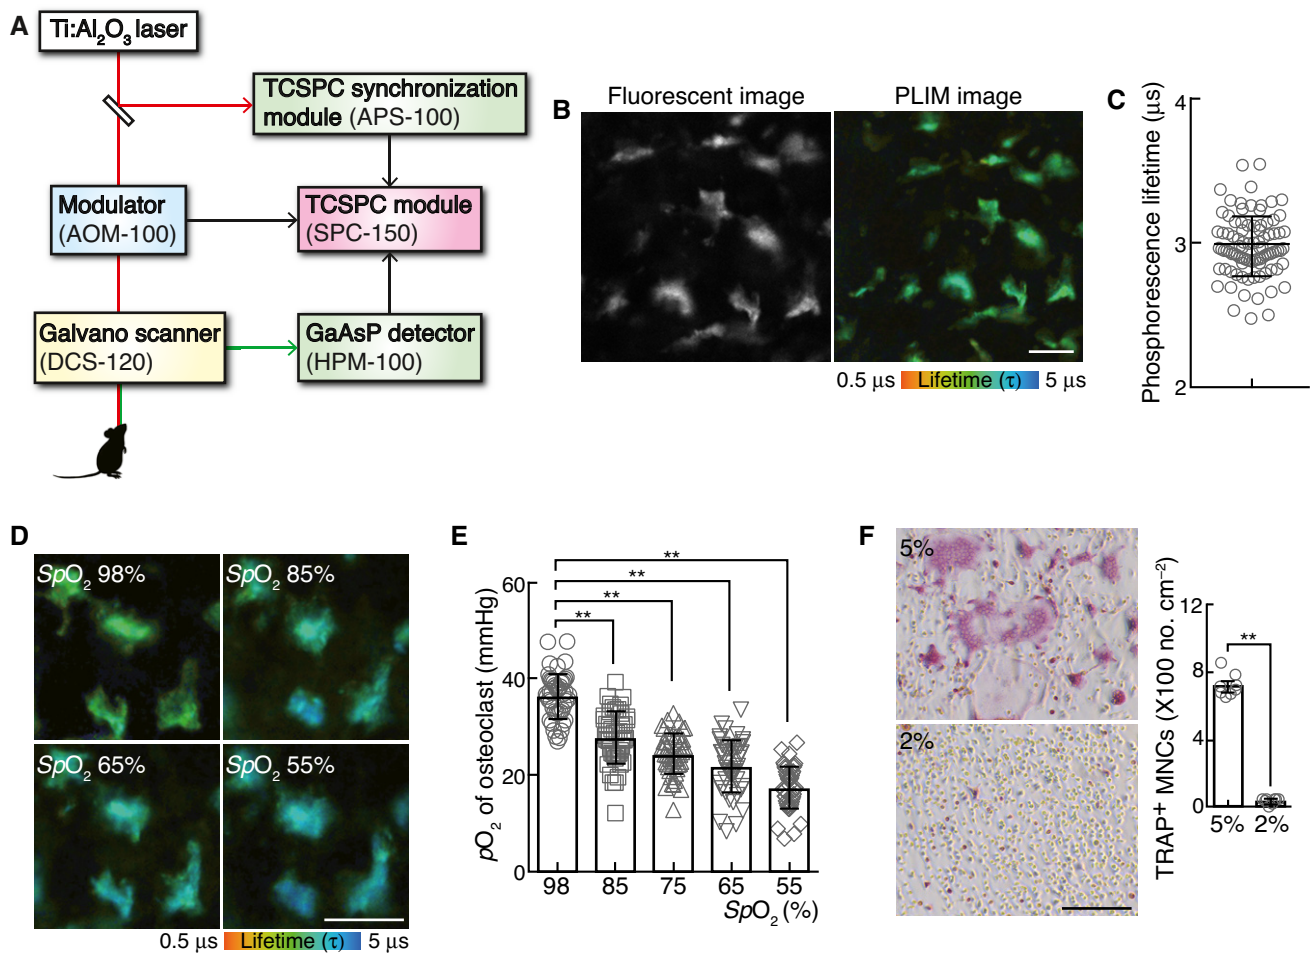 A
Ti:Al2O3 laser
TCSPC synchronization
module (APS-100)
Modulator
(AOM-100)
TCSPC module
(SPC-150)
Galvano scanner
(DCS-120)
GaAsP detector
(HPM-100)
B
Fluorescent image
PLIM image
0.5 μs
Lifetime (τ)
5 μs
C
Phosphorescence lifetime (μs)
4
3
2
D
SpO2 98%
SpO2 85%
SpO2 65%
SpO2 55%
0.5 μs
Lifetime (τ)
5 μs
E
pO2 of osteoclast (mmHg)
60
40
20
0
**
**
**
**
98
85
75
65
55
SpO2 (%)
F
5%
2%
TRAP+ MNCs (X100 no. cm−2)
12
8
4
0
**
5%
2%